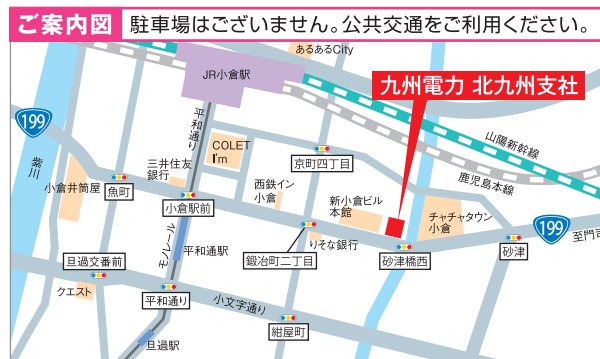 ご案内図
駐車場はございません。公共交通をご利用ください。
あるあるCity
JR小倉駅
九州電力 北九州支社
199
平和通り
山陽新幹線
鹿児島本線
紫川
COLET
I'm
京町四丁目
三井住友
銀行
小倉井筒屋
魚町
西鉄イン
小倉
小倉駅前
新小倉ビル
本館
チャチャタウン
小倉
199
至門司
モノレール
平和通駅
りそな銀行
旦過交番前
鍛冶町二丁目
砂津橋西
砂津
クエスト
平和通り
小文字通り
紺屋町
旦過駅